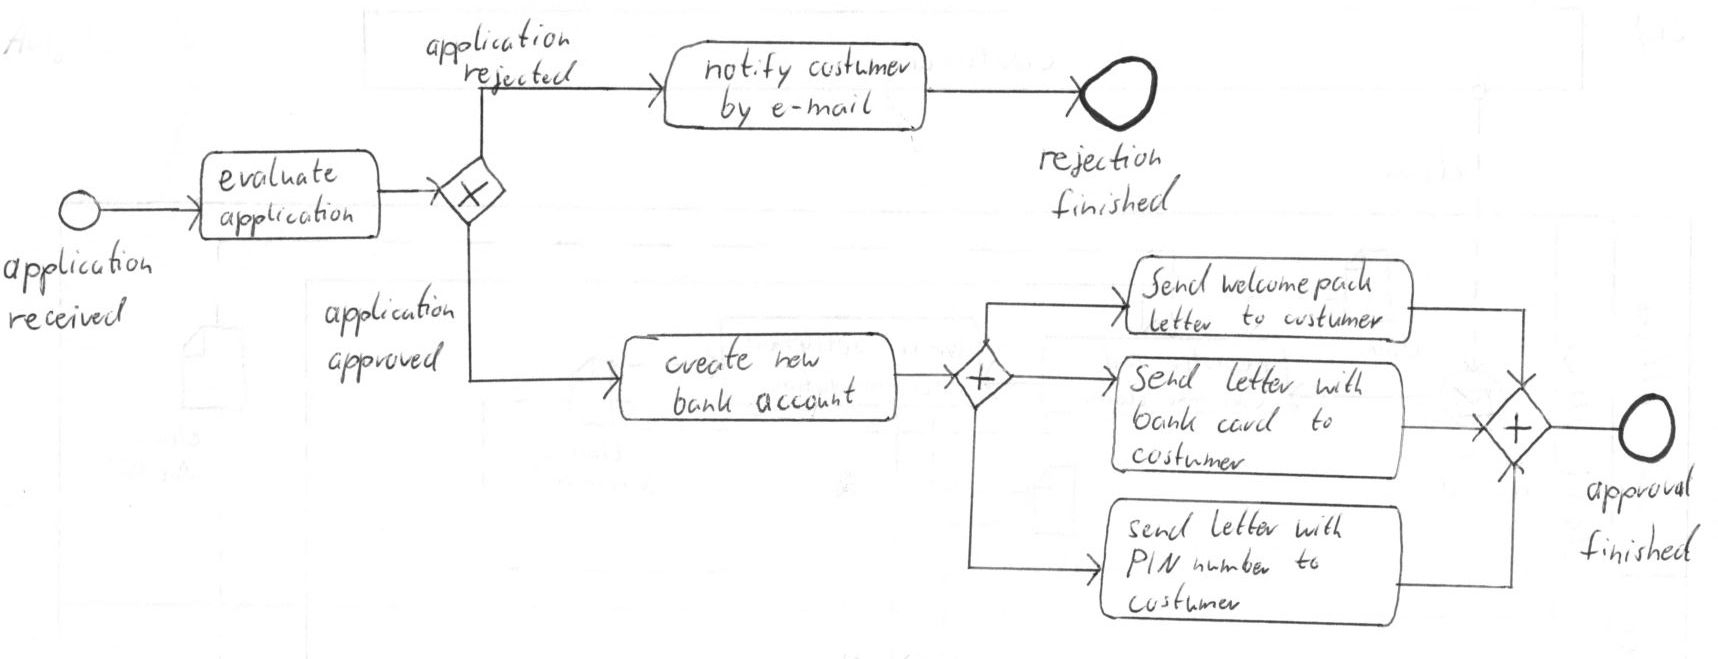 application
rejected
notify costumer
by e-mail
rejection
finished
evaluate
application
application
received
application
approved
create new
bank account
Send welcome pack
letter to costumer
Send letter with
bank card to
costumer
send letter with
PIN number to
costumer
approval
finished